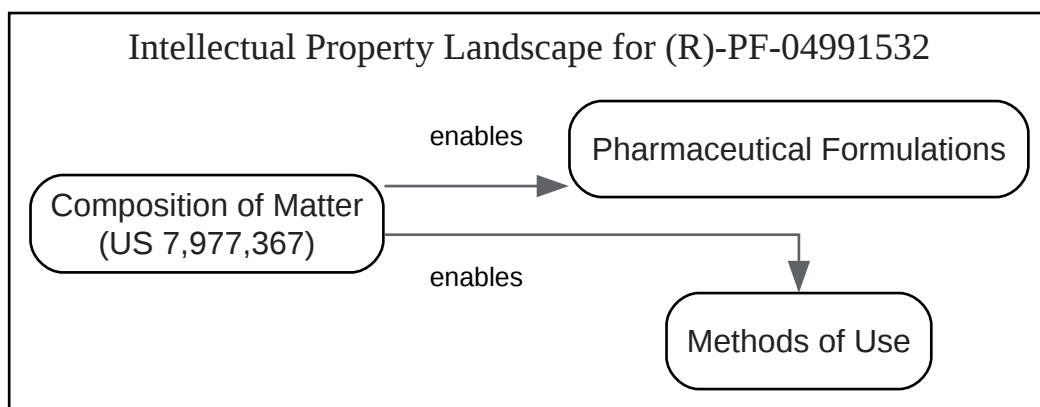 Intellectual Property Landscape for (R)-PF-04991532
enables
Pharmaceutical Formulations
Composition of Matter
(US 7,977,367)
enables
Methods of Use